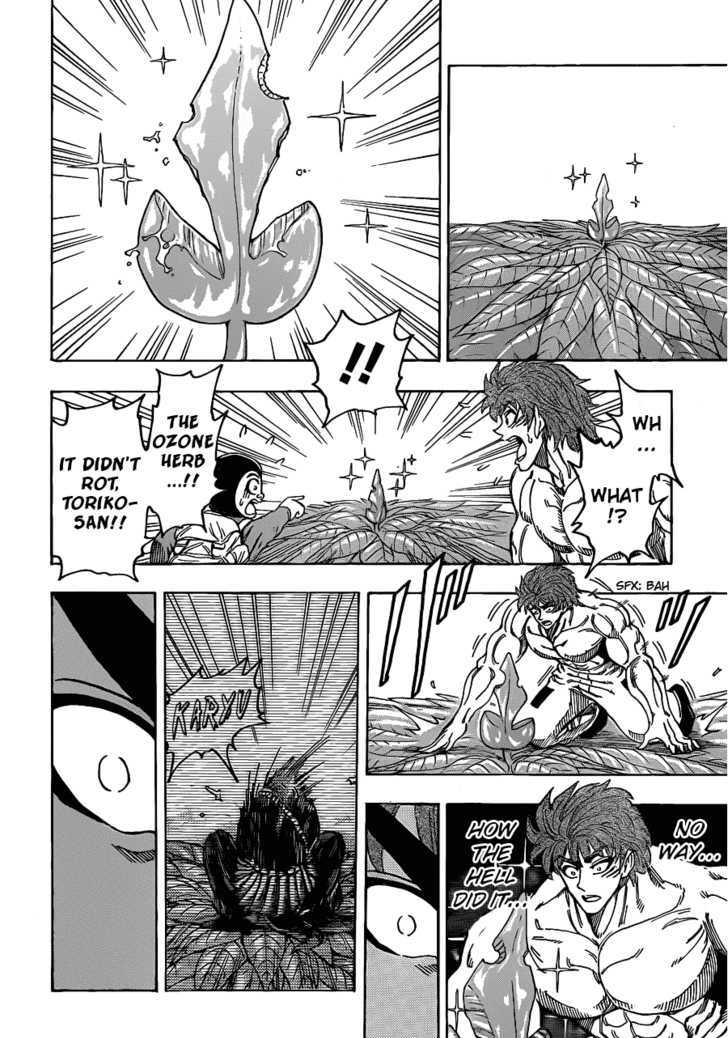 WH
...
WHAT
!?
!!
THE
OZONE
HERB
...!!
IT DIDN'T
ROT,
TORIKO-
SAN!!
SFX: BAH
KARYU
NO
WAY...
HOW
THE
HELL
DID IT...